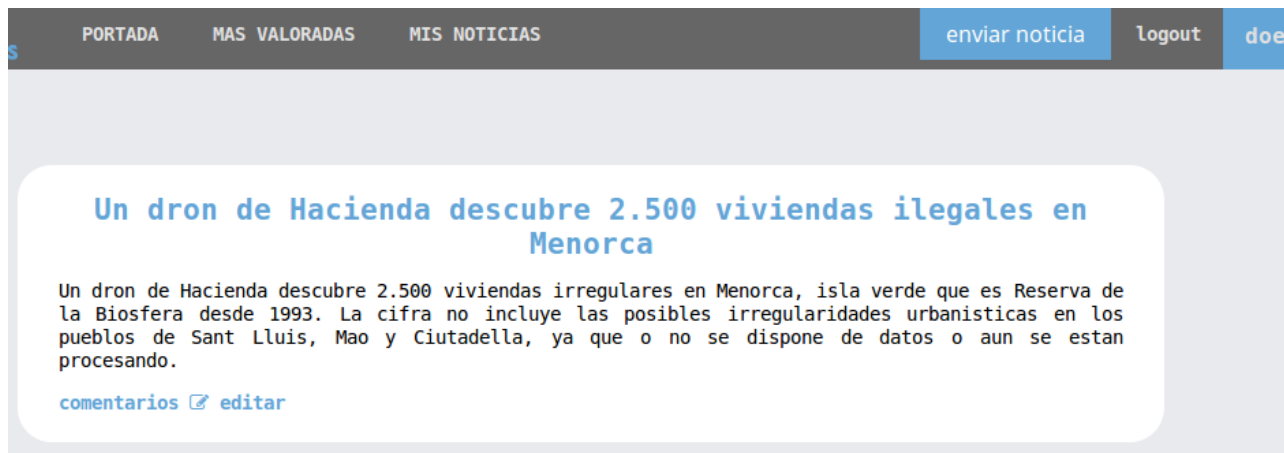 s PORTADA MAS VALORADAS MIS NOTICIAS enviar noticia logout doe
Un dron de Hacienda descubre 2.500 viviendas ilegales en
Menorca
Un dron de Hacienda descubre 2.500 viviendas irregulares en Menorca, isla verde que es Reserva de
la Biosfera desde 1993. La cifra no incluye las posibles irregularidades urbanisticas en los
pueblos de Sant Lluis, Mao y Ciutadella, ya que o no se dispone de datos o aun se estan
procesando.
comentarios editar